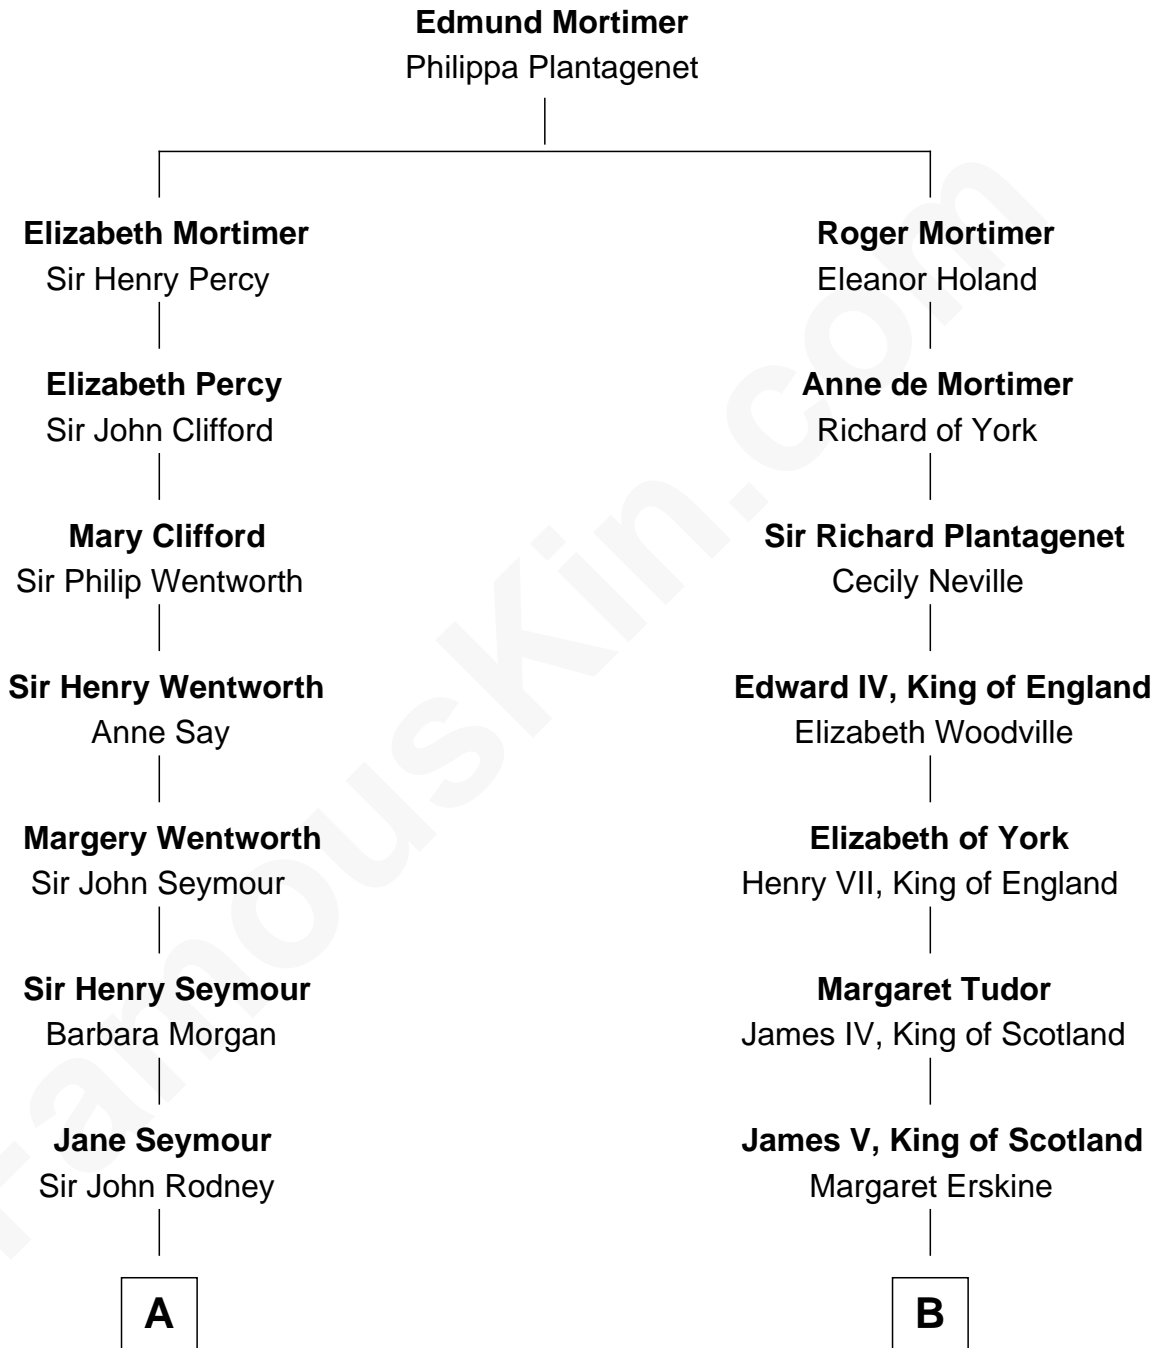 Edmund Mortimer
Philippa Plantagenet
Elizabeth Mortimer
Sir Henry Percy
Roger Mortimer
Eleanor Holand
Elizabeth Percy
Sir John Clifford
Anne de Mortimer
Richard of York
Mary Clifford
Sir Philip Wentworth
Sir Richard Plantagenet
Cecily Neville
Sir Henry Wentworth
Anne Say
Edward IV, King of England
Elizabeth Woodville
Margery Wentworth
Sir John Seymour
Elizabeth of York
Henry VII, King of England
Sir Henry Seymour
Barbara Morgan
Margaret Tudor
James IV, King of Scotland
Jane Seymour
Sir John Rodney
James V, King of Scotland
Margaret Erskine
A
B
FamousKin.com